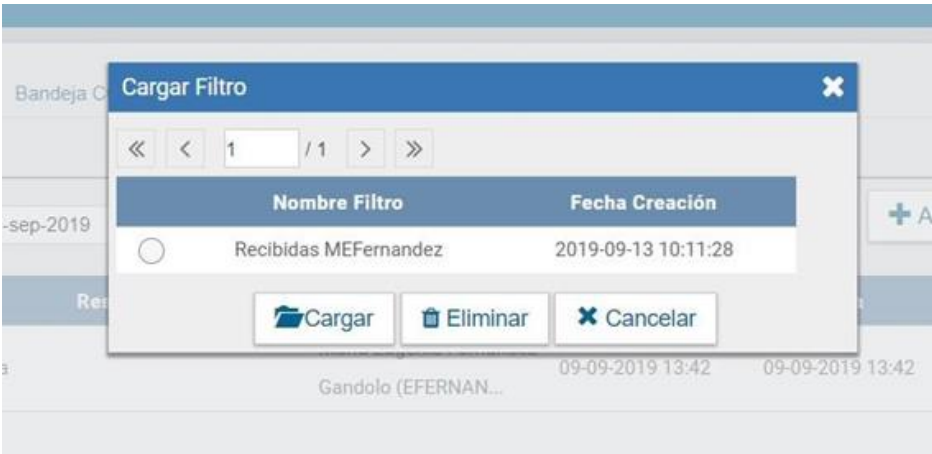 Cargar Filtro
Bandeja
1 / 1
Nombre Filtro Fecha Creación
-sep-2019
Recibidas MEFernandez 2019-09-13 10:11:28
Cargar Eliminar Cancelar
09-09-2019 13:42 09-09-2019 13:42
Gandolo (EFERNAN...